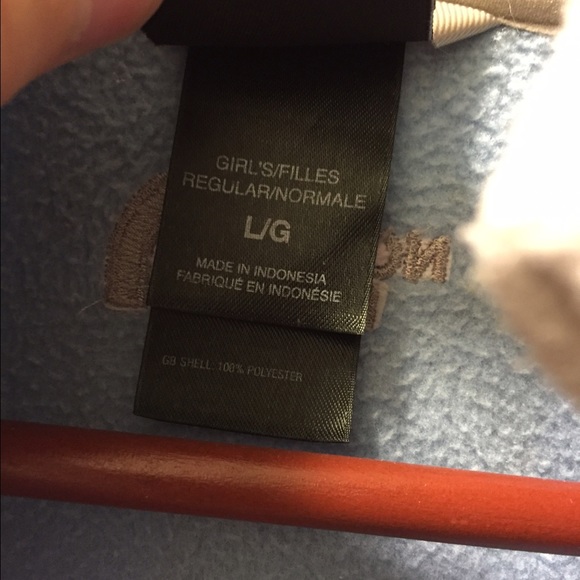 GIRL'S/FILLES
REGULAR/NORMALE
L/G
MADE IN INDONESIA
FABRIQUÉ EN INDONÉSIE
GB SHELL: 100% POLYESTER